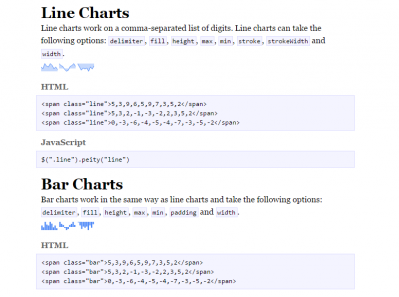 Line Charts
Line charts work on a comma-separated list of digits. Line charts can take the
following options: delimiter, fill, height, max, min, stroke, strokeWidth and
width.
HTML
<span class="line">5,3,9,6,5,9,7,3,5,2</span>
<span class="line">5,3,2,-1,-3,-2,2,3,5,2</span>
<span class="line">0,-3,-6,-4,-5,-4,-7,-3,-5,-2</span>
JavaScript
$(".line").peity("line")
Bar Charts
Bar charts work in the same way as line charts and take the following options:
delimiter, fill, height, max, min, padding and width.
HTML
<span class="bar">5,3,9,6,5,9,7,3,5,2</span>
<span class="bar">5,3,2,-1,-3,-2,2,3,5,2</span>
<span class="bar">0,-3,-6,-4,-5,-4,-7,-3,-5,-2</span>